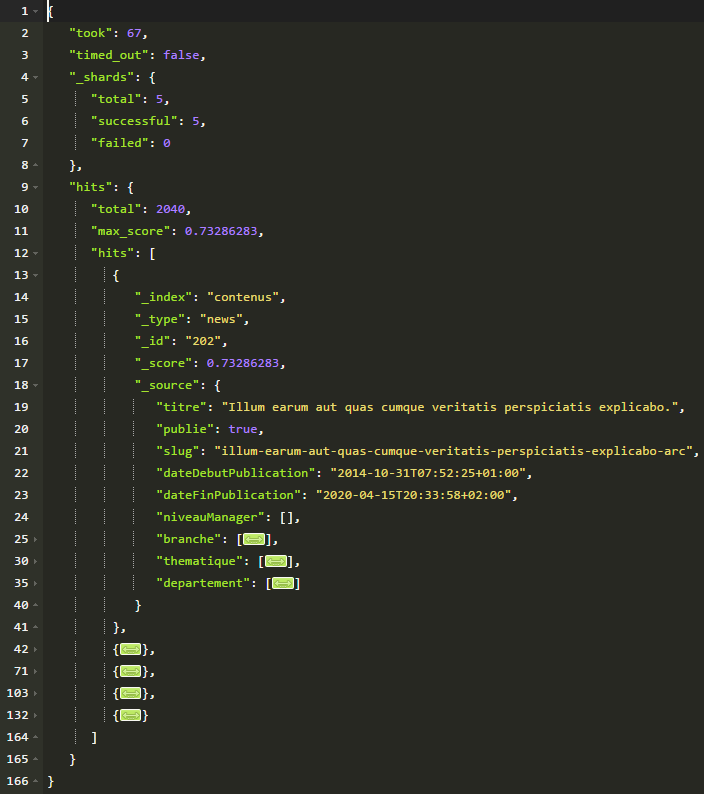 1 {
2 "took": 67,
3 "timed_out": false,
4 "_shards": {
5 "total": 5,
6 "successful": 5,
7 "failed": 0
8 },
9 "hits": {
10 "total": 2040,
11 "max_score": 0.73286283,
12 "hits": [
13 {
14 "_index": "contenus",
15 "_type": "news",
16 "_id": "202",
17 "_score": 0.73286283,
18 "_source": {
19 "titre": "Illum earum aut quas cumque veritatis perspiciatis explicabo.",
20 "publie": true,
21 "slug": "illum-earum-aut-quas-cumque-veritatis-perspiciatis-explicabo-arc",
22 "dateDebutPublication": "2014-10-31T07:52:25+01:00",
23 "dateFinPublication": "2020-04-15T20:33:58+02:00",
24 "niveauManager": [],
25 "branche": [],
30 "thematique": [],
35 "departement": []
40 }
41 },
42 {},
71 {},
103 {},
132 {}
164 ]
165 }
166 }